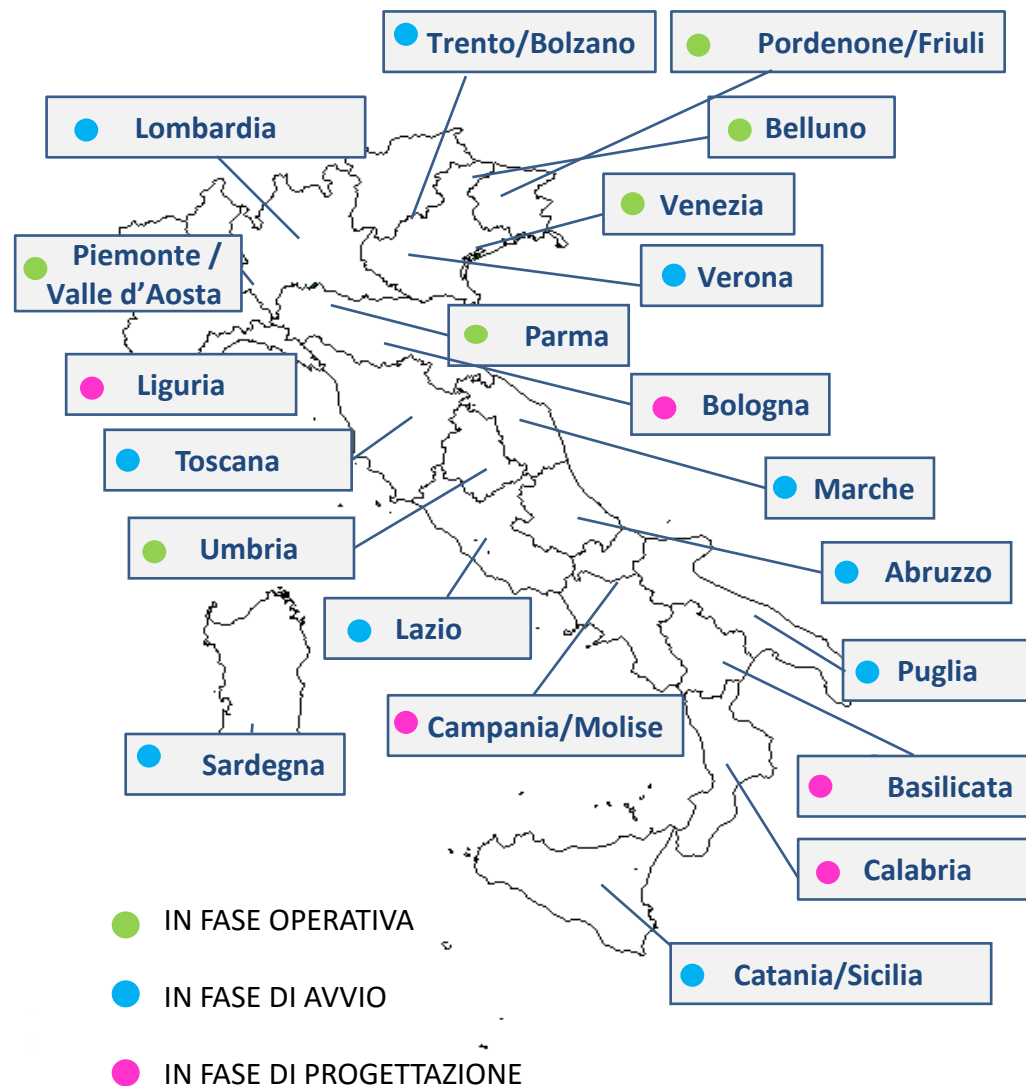 Trento/Bolzano
Pordenone/Friuli
Lombardia
Belluno
Venezia
Piemonte /
Valle d’Aosta
Verona
Parma
Liguria
Bologna
Toscana
Marche
Umbria
Abruzzo
Lazio
Puglia
Campania/Molise
Sardegna
Basilicata
Calabria
IN FASE OPERATIVA
Catania/Sicilia
IN FASE DI AVVIO
IN FASE DI PROGETTAZIONE